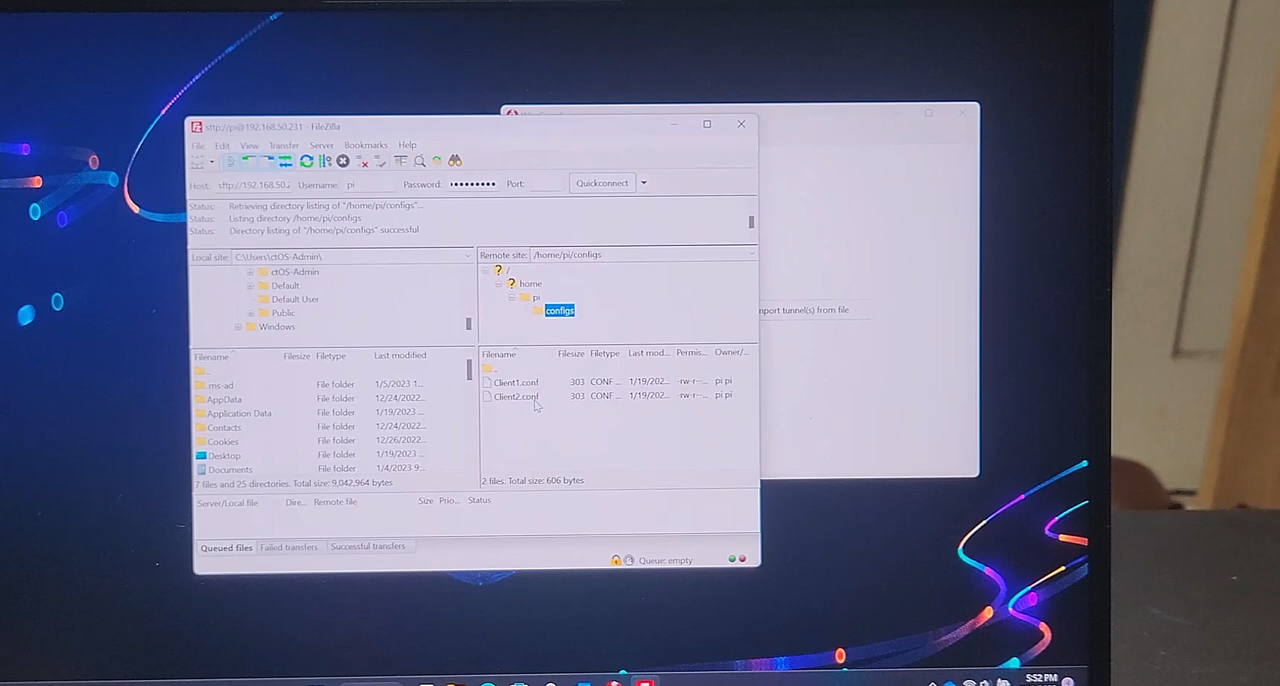 sftp://pi@192.168.50.231 - FileZilla
File Edit View Transfer Server Bookmarks Help
Host: sftp://192.168.50.2 Username: pi Password: ••••••••• Port: Quickconnect
Status: Retrieving directory listing of "/home/pi/configs"...
Status: Listing directory /home/pi/configs
Status: Directory listing of "/home/pi/configs" successful
Local site: C:\Users\ctOS-Admin\
ctOS-Admin
Default
Default User
Public
Windows
Remote site: /home/pi/configs
/
home
pi
configs
Filename Filesize Filetype Last modified
..
.ms-ad File folder 1/5/2023 1...
AppData File folder 12/24/2022...
Application Data File folder 1/19/2023 ...
Contacts File folder 12/24/2022...
Cookies File folder 12/26/2022...
Desktop File folder 1/19/2023 ...
Documents File folder 1/4/2023 9...
7 files and 25 directories. Total size: 9,042,964 bytes
Filename Filesize Filetype Last mod... Permis... Owner/...
..
Client1.conf 303 CONF ... 1/19/202... -rw-r--... pi pi
Client2.conf 303 CONF ... 1/19/202... -rw-r--... pi pi
2 files. Total size: 606 bytes
Server/Local file Dire... Remote file Size Prio... Status
Queued files Failed transfers Successful transfers
Queue: empty
mport tunnel(s) from file
5:52 PM